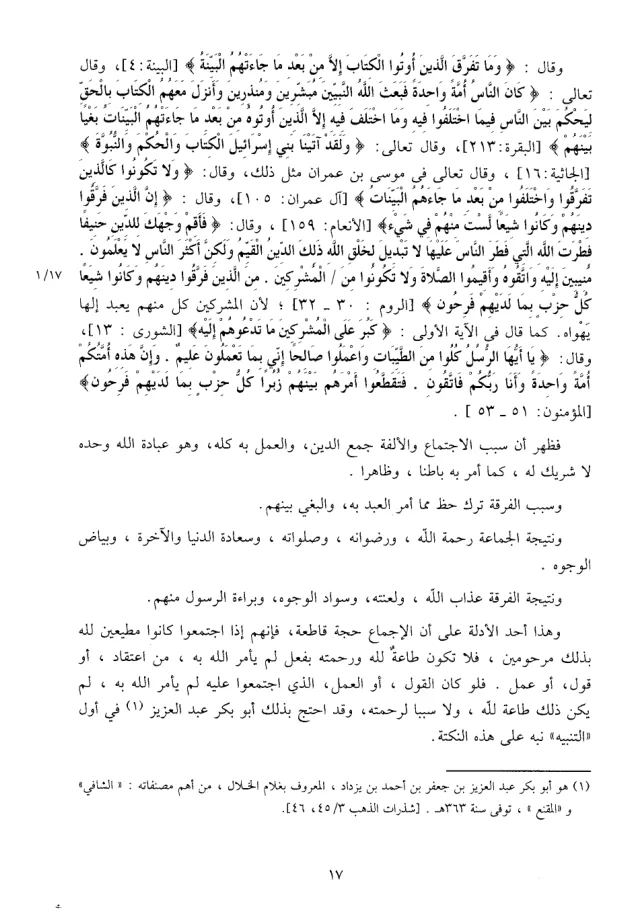 وقال : ﴿ وَمَا تَفَرَّقَ الَّذِينَ أُوتُوا الْكِتَابَ إِلاَّ مِنْ بَعْدِ مَا جَاءَتْهُمُ الْبَيِّنَةُ ﴾ [البينة:٤]، وقال
تعالى : ﴿ كَانَ النَّاسُ أُمَّةً وَاحِدَةً فَبَعَثَ اللَّهُ النَّبِيِّينَ مُبَشِّرِينَ وَمُنذِرِينَ وَأَنزَلَ مَعَهُمُ الْكِتَابَ بِالْحَقِّ
لِيَحْكُمَ بَيْنَ النَّاسِ فِيمَا اخْتَلَفُوا فِيهِ وَمَا اخْتَلَفَ فِيهِ إِلاَّ الَّذِينَ أُوتُوهُ مِنْ بَعْدِ مَا جَاءَتْهُمُ الْبَيِّنَاتُ بَغْيًا
بَيْنَهُمْ ﴾ [البقرة:٢١٣]، وقال تعالى: ﴿ وَلَقَدْ آتَيْنَا بَنِي إِسْرَائِيلَ الْكِتَابَ وَالْحُكْمَ وَالنُّبُوَّةَ ﴾
[الجاثية:١٦] ، وقال تعالى في موسى بن عمران مثل ذلك، وقال: ﴿ وَلا تَكُونُوا كَالَّذِينَ
تَفَرَّقُوا وَاخْتَلَفُوا مِن بَعْدِ مَا جَاءَهُمُ الْبَيِّنَاتُ ﴾ [آل عمران: ١٠٥]، وقال : ﴿ إِنَّ الَّذِينَ فَرَّقُوا
دِينَهُمْ وَكَانُوا شِيَعًا لَسْتَ مِنْهُمْ فِي شَيْءٍ﴾ [الأنعام: ١٥٩] ، وقال: ﴿ فَأَقِمْ وَجْهَكَ لِلدِّينِ حَنِيفًا
فِطْرَتَ اللَّهِ الَّتِي فَطَرَ النَّاسَ عَلَيْهَا لا تَبْدِيلَ لِخَلْقِ اللَّهِ ذَلِكَ الدِّينُ الْقَيِّمُ وَلَكِنَّ أَكْثَرَ النَّاسِ لا يَعْلَمُونَ .
مُنِيبِينَ إِلَيْهِ وَاتَّقُوهُ وَأَقِيمُوا الصَّلاةَ وَلا تَكُونُوا مِنَ / الْمُشْرِكِينَ . مِنَ الَّذِينَ فَرَّقُوا دِينَهُمْ وَكَانُوا شِيَعًا
١/١٧
كُلُّ حِزْبٍ بِمَا لَدَيْهِمْ فَرِحُونَ ﴾ [الروم : ٣٠ ـ ٣٢] ؛ لأن المشركين كل منهم يعبد إلها
يَهْواه. كما قال في الآية الأولى : ﴿ كَبُرَ عَلَى الْمُشْرِكِينَ مَا تَدْعُوهُمْ إِلَيْهِ﴾ [الشورى : ١٣]،
وقال: ﴿ يَا أَيُّهَا الرُّسُلُ كُلُوا مِنَ الطَّيِّبَاتِ وَاعْمَلُوا صَالِحًا إِنِّي بِمَا تَعْمَلُونَ عَلِيمٌ . وَإِنَّ هَذِهِ أُمَّتُكُمْ
أُمَّةً وَاحِدَةً وَأَنَا رَبُّكُمْ فَاتَّقُونِ . فَتَقَطَّعُوا أَمْرَهُم بَيْنَهُمْ زُبُرًا كُلُّ حِزْبٍ بِمَا لَدَيْهِمْ فَرِحُونَ﴾
[المؤمنون: ٥١ ـ ٥٣ ] .
فظهر أن سبب الاجتماع والألفة جمع الدين، والعمل به كله، وهو عبادة الله وحده
لا شريك له ، كما أمر به باطنا ، وظاهرا .
وسبب الفرقة ترك حظ مما أمر العبد به، والبغي بينهم.
ونتيجة الجماعة رحمة اللّه ، ورضوانه ، وصلواته ، وسعادة الدنيا والآخرة ، وبياض
الوجوه .
ونتيجة الفرقة عذاب اللّه ، ولعنته، وسواد الوجوه، وبراءة الرسول منهم.
وهذا أحد الأدلة على أن الإجماع حجة قاطعة، فإنهم إذا اجتمعوا كانوا مطيعين لله
بذلك مرحومين ، فلا تكون طاعةٌ لله ورحمته بفعل لم يأمر الله به ، من اعتقاد ، أو
قول، أو عمل . فلو كان القول ، أو العمل، الذي اجتمعوا عليه لم يأمر الله به ، لم
يكن ذلك طاعة للّه ، ولا سببا لرحمته، وقد احتج بذلك أبو بكر عبد العزيز (١) في أول
«التنبيه» نبه على هذه النكتة.
(١) هو أبو بكر عبد العزيز بن جعفر بن أحمد بن يزداد ، المعروف بغلام الخلال ، من أهم مصنفاته : « الشافي»
و «المقنع » ، توفى سنة ٣٦٣هـ . [شذرات الذهب ٤٥/٣، ٤٦].
١٧